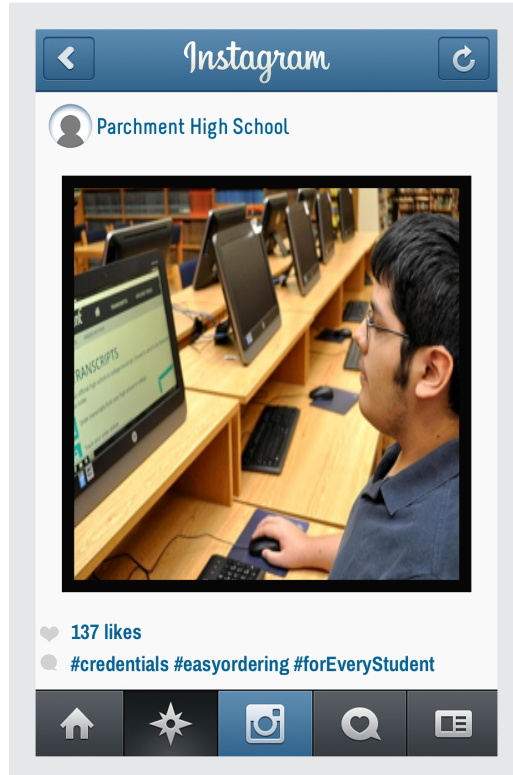 Instagram
Parchment High School
TRANSCRIPTS
137 likes
#credentials #easyordering #forEveryStudent